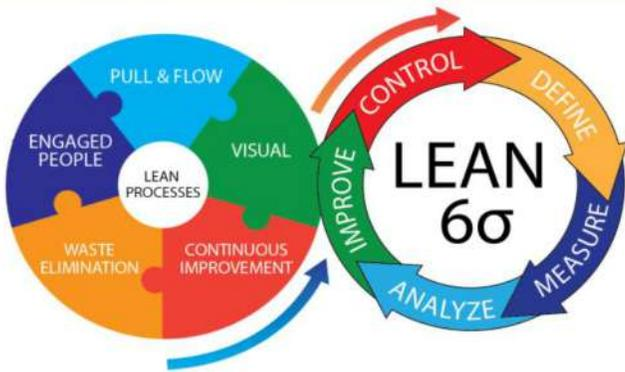 PULL & FLOW
ENGAGED
PEOPLE
VISUAL
LEAN
PROCESSES
WASTE
ELIMINATION
CONTINUOUS
IMPROVEMENT
CONTROL
DEFINE
MEASURE
ANALYZE
IMPROVE
LEAN
6σ